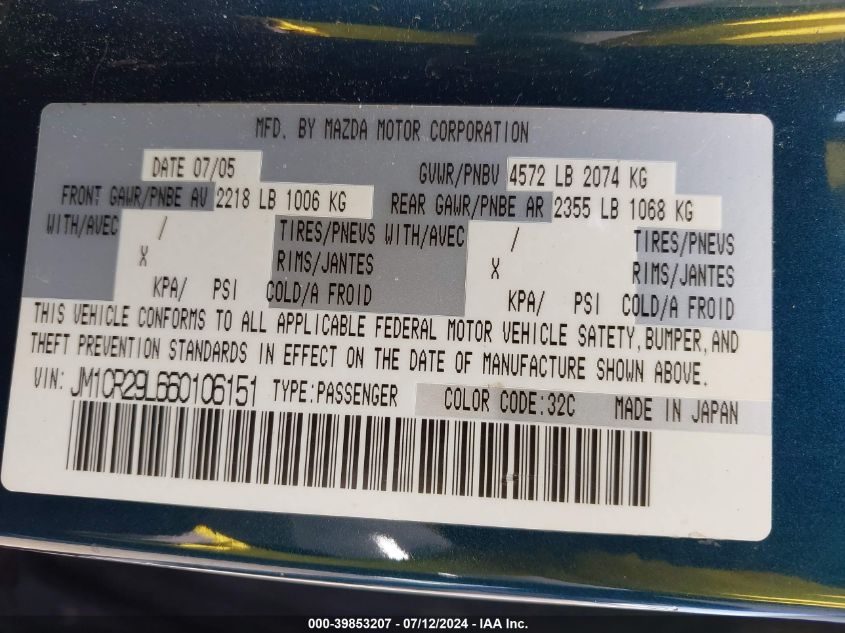 MFD. BY MAZDA MOTOR CORPORATION
DATE 07/05 GVWR/PNBV 4572 LB 2074 KG
FRONT GAWR/PNBE AV 2218 LB 1006 KG REAR GAWR/PNBE AR 2355 LB 1068 KG
WITH/AVEC / TIRES/PNEUS WITH/AVEC / TIRES/PNEUS
X RIMS/JANTES X RIMS/JANTES
KPA/ PSI COLD/A FROID KPA/ PSI COLD/A FROID
THIS VEHICLE CONFORMS TO ALL APPLICABLE FEDERAL MOTOR VEHICLE SAFETY, BUMPER, AND
THEFT PREVENTION STANDARDS IN EFFECT ON THE DATE OF MANUFACTURE SHOWN ABOVE.
VIN: JM1CR29L660106151 TYPE:PASSENGER COLOR CODE:32C MADE IN JAPAN
000-39853207 - 07/12/2024 - IAA Inc.